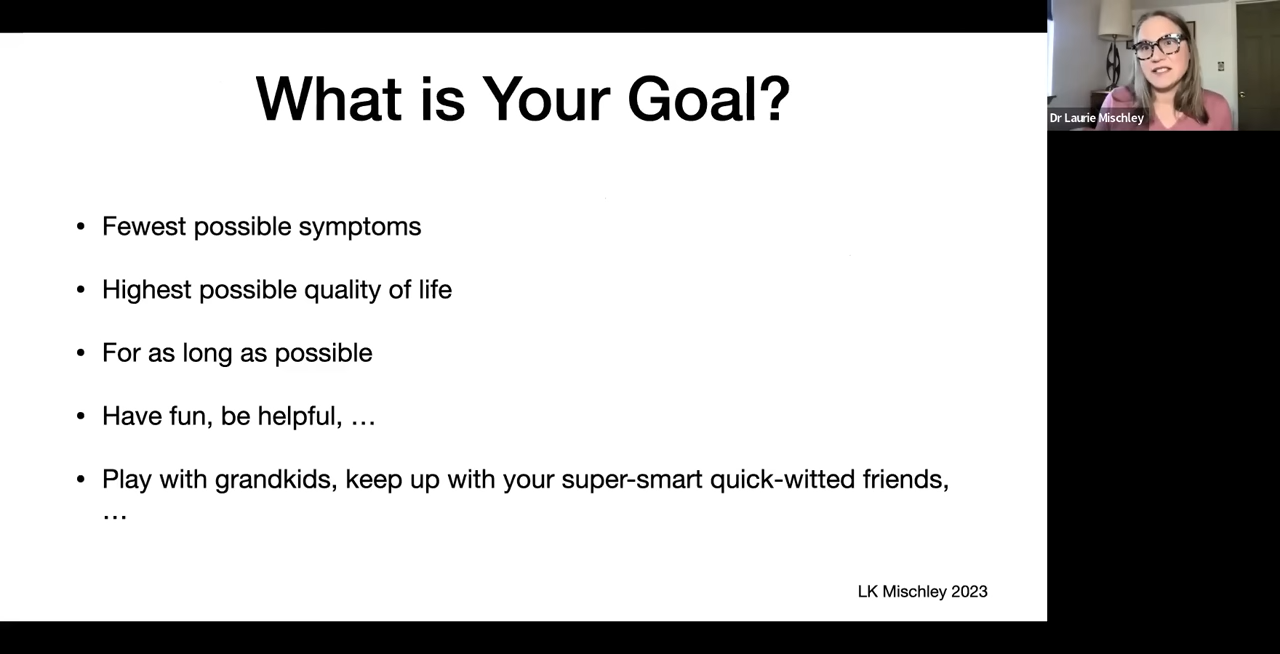 What is Your Goal?
• Fewest possible symptoms
• Highest possible quality of life
• For as long as possible
• Have fun, be helpful, …
• Play with grandkids, keep up with your super-smart quick-witted friends,
…
LK Mischley 2023
Dr Laurie Mischley